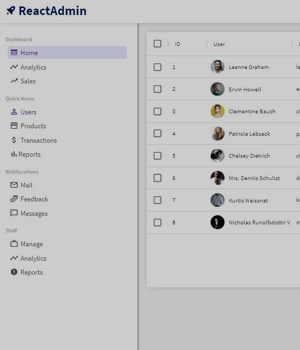 ReactAdmin
Dashboard
Home
Analytics
Sales
Quick Menu
Users
Products
Transactions
Reports
Notifications
Mail
Feedback
Messages
Staff
Manage
Analytics
Reports
ID User
1 Leanne Graham
2 Ervin Howell
3 Clementine Bauch
4 Patricia Lebsack
5 Chelsey Dietrich
6 Mrs. Dennis Schulist
7 Kurtis Weissnat
8 Nicholas Runolfsdottir V